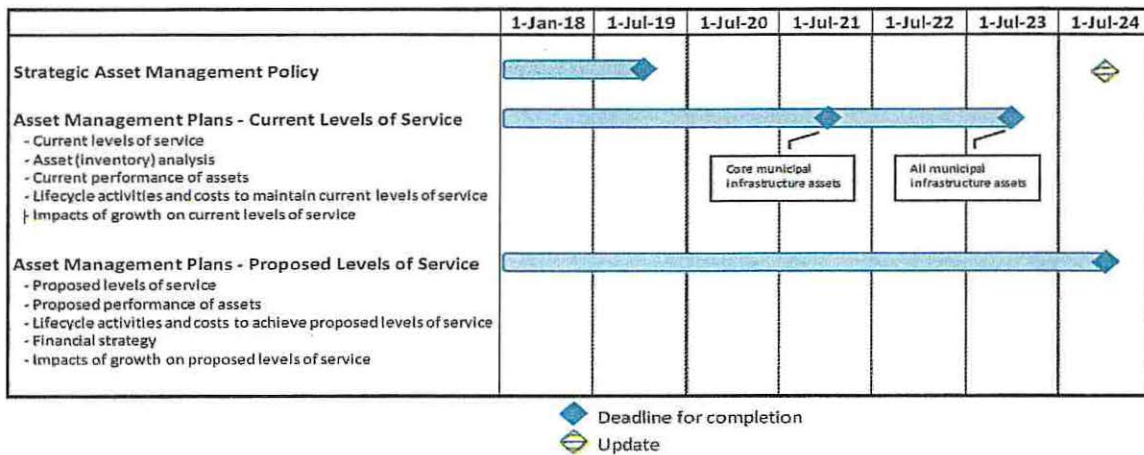 1-Jan-18 1-Jul-19 1-Jul-20 1-Jul-21 1-Jul-22 1-Jul-23 1-Jul-24
Strategic Asset Management Policy
Asset Management Plans - Current Levels of Service
- Current levels of service
- Asset (inventory) analysis
- Current performance of assets
- Lifecycle activities and costs to maintain current levels of service
- Impacts of growth on current levels of service
Core municipal
infrastructure assets
All municipal
infrastructure assets
Asset Management Plans - Proposed Levels of Service
- Proposed levels of service
- Proposed performance of assets
- Lifecycle activities and costs to achieve proposed levels of service
- Financial strategy
- Impacts of growth on proposed levels of service
Deadline for completion
Update